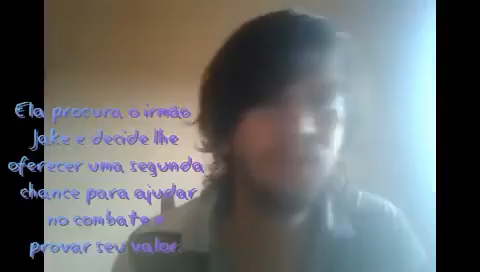 Ela procura o irmão
Jake e decide lhe
oferecer uma segunda
chance para ajudar
no combate e
provar seu valor.